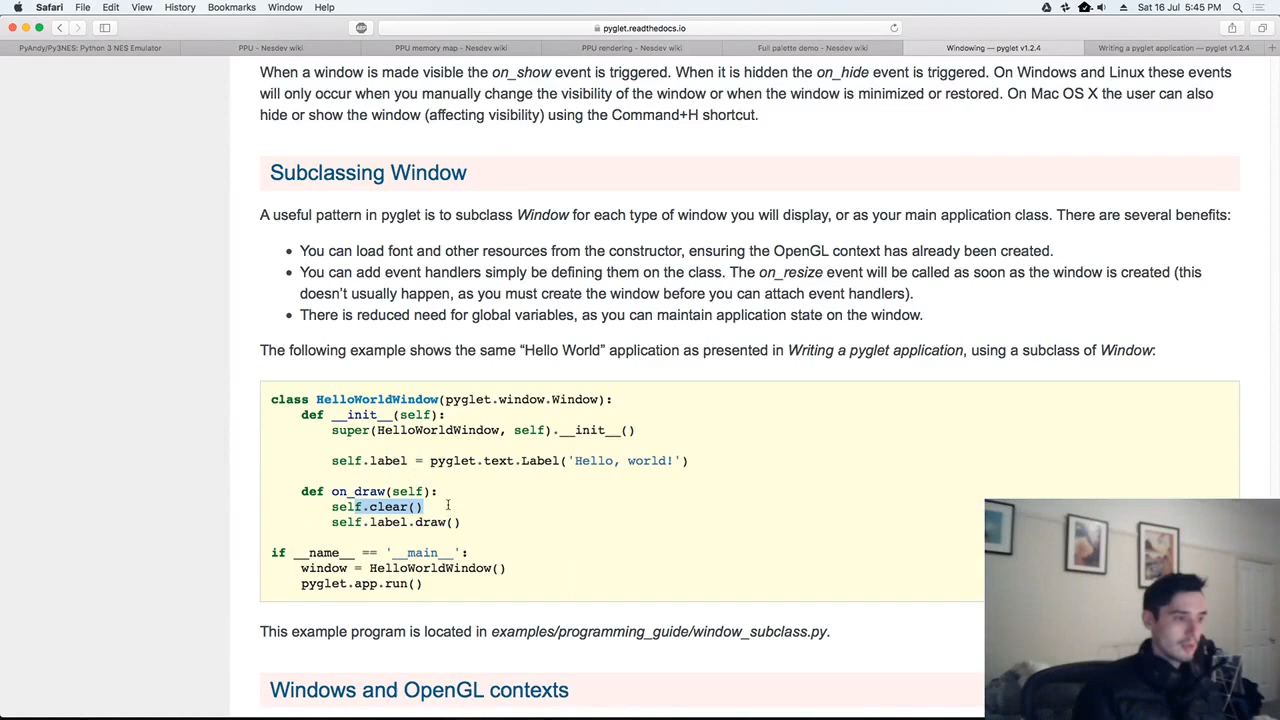 Safari File Edit View History Bookmarks Window Help Sat 16 Jul 5:45 PM
pyglet.readthedocs.io
PyAndy/Py3NES: Python 3 NES Emulator PPU - Nesdev wiki PPU memory map - Nesdev wiki PPU rendering - Nesdev wiki Full palette demo - Nesdev wiki Windowing — pyglet v1.2.4 Writing a pyglet application — pyglet v1.2.4
When a window is made visible the on_show event is triggered. When it is hidden the on_hide event is triggered. On Windows and Linux these events
will only occur when you manually change the visibility of the window or when the window is minimized or restored. On Mac OS X the user can also
hide or show the window (affecting visibility) using the Command+H shortcut.
Subclassing Window
A useful pattern in pyglet is to subclass Window for each type of window you will display, or as your main application class. There are several benefits:
• You can load font and other resources from the constructor, ensuring the OpenGL context has already been created.
• You can add event handlers simply be defining them on the class. The on_resize event will be called as soon as the window is created (this
doesn't usually happen, as you must create the window before you can attach event handlers).
• There is reduced need for global variables, as you can maintain application state on the window.
The following example shows the same “Hello World” application as presented in Writing a pyglet application, using a subclass of Window:
class HelloWorldWindow(pyglet.window.Window):
def __init__(self):
super(HelloWorldWindow, self).__init__()
self.label = pyglet.text.Label('Hello, world!')
def on_draw(self):
self.clear()
self.label.draw()
if __name__ == '__main__':
window = HelloWorldWindow()
pyglet.app.run()
This example program is located in examples/programming_guide/window_subclass.py.
Windows and OpenGL contexts